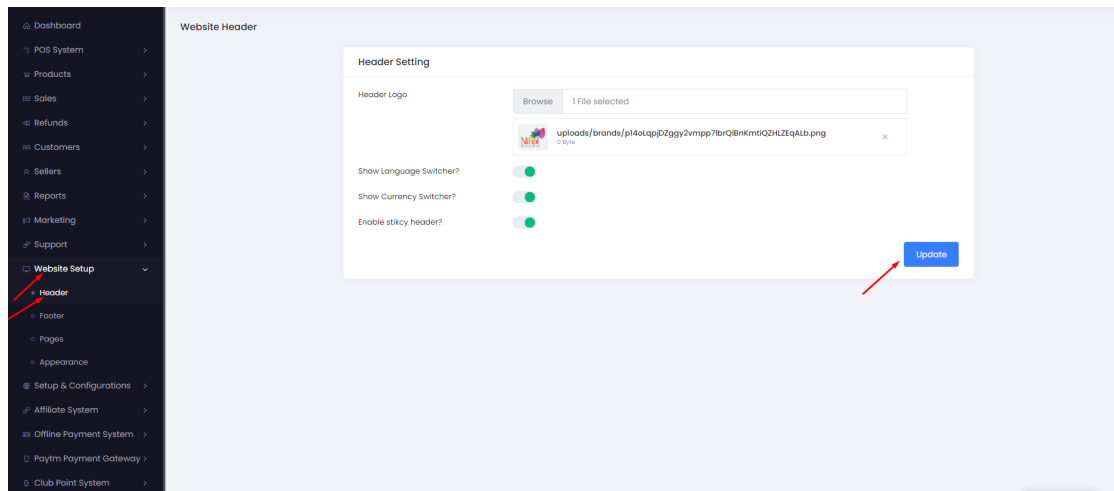 Dashboard
POS System
Products
Sales
Refunds
Customers
Sellers
Reports
Marketing
Support
Website Setup
Header
Footer
Pages
Appearance
Setup & Configurations
Affiliate System
Offline Payment System
Paytm Payment Gateway
Club Point System
Website Header
Header Setting
Header Logo
Browse 1 File selected
uploads/brands/p14oLqpjDZggy2vmpp7lbrQlBnKmtiQZHLZEqALb.png
0 Byte
Show Language Switcher?
Show Currency Switcher?
Enable stikcy header?
Update